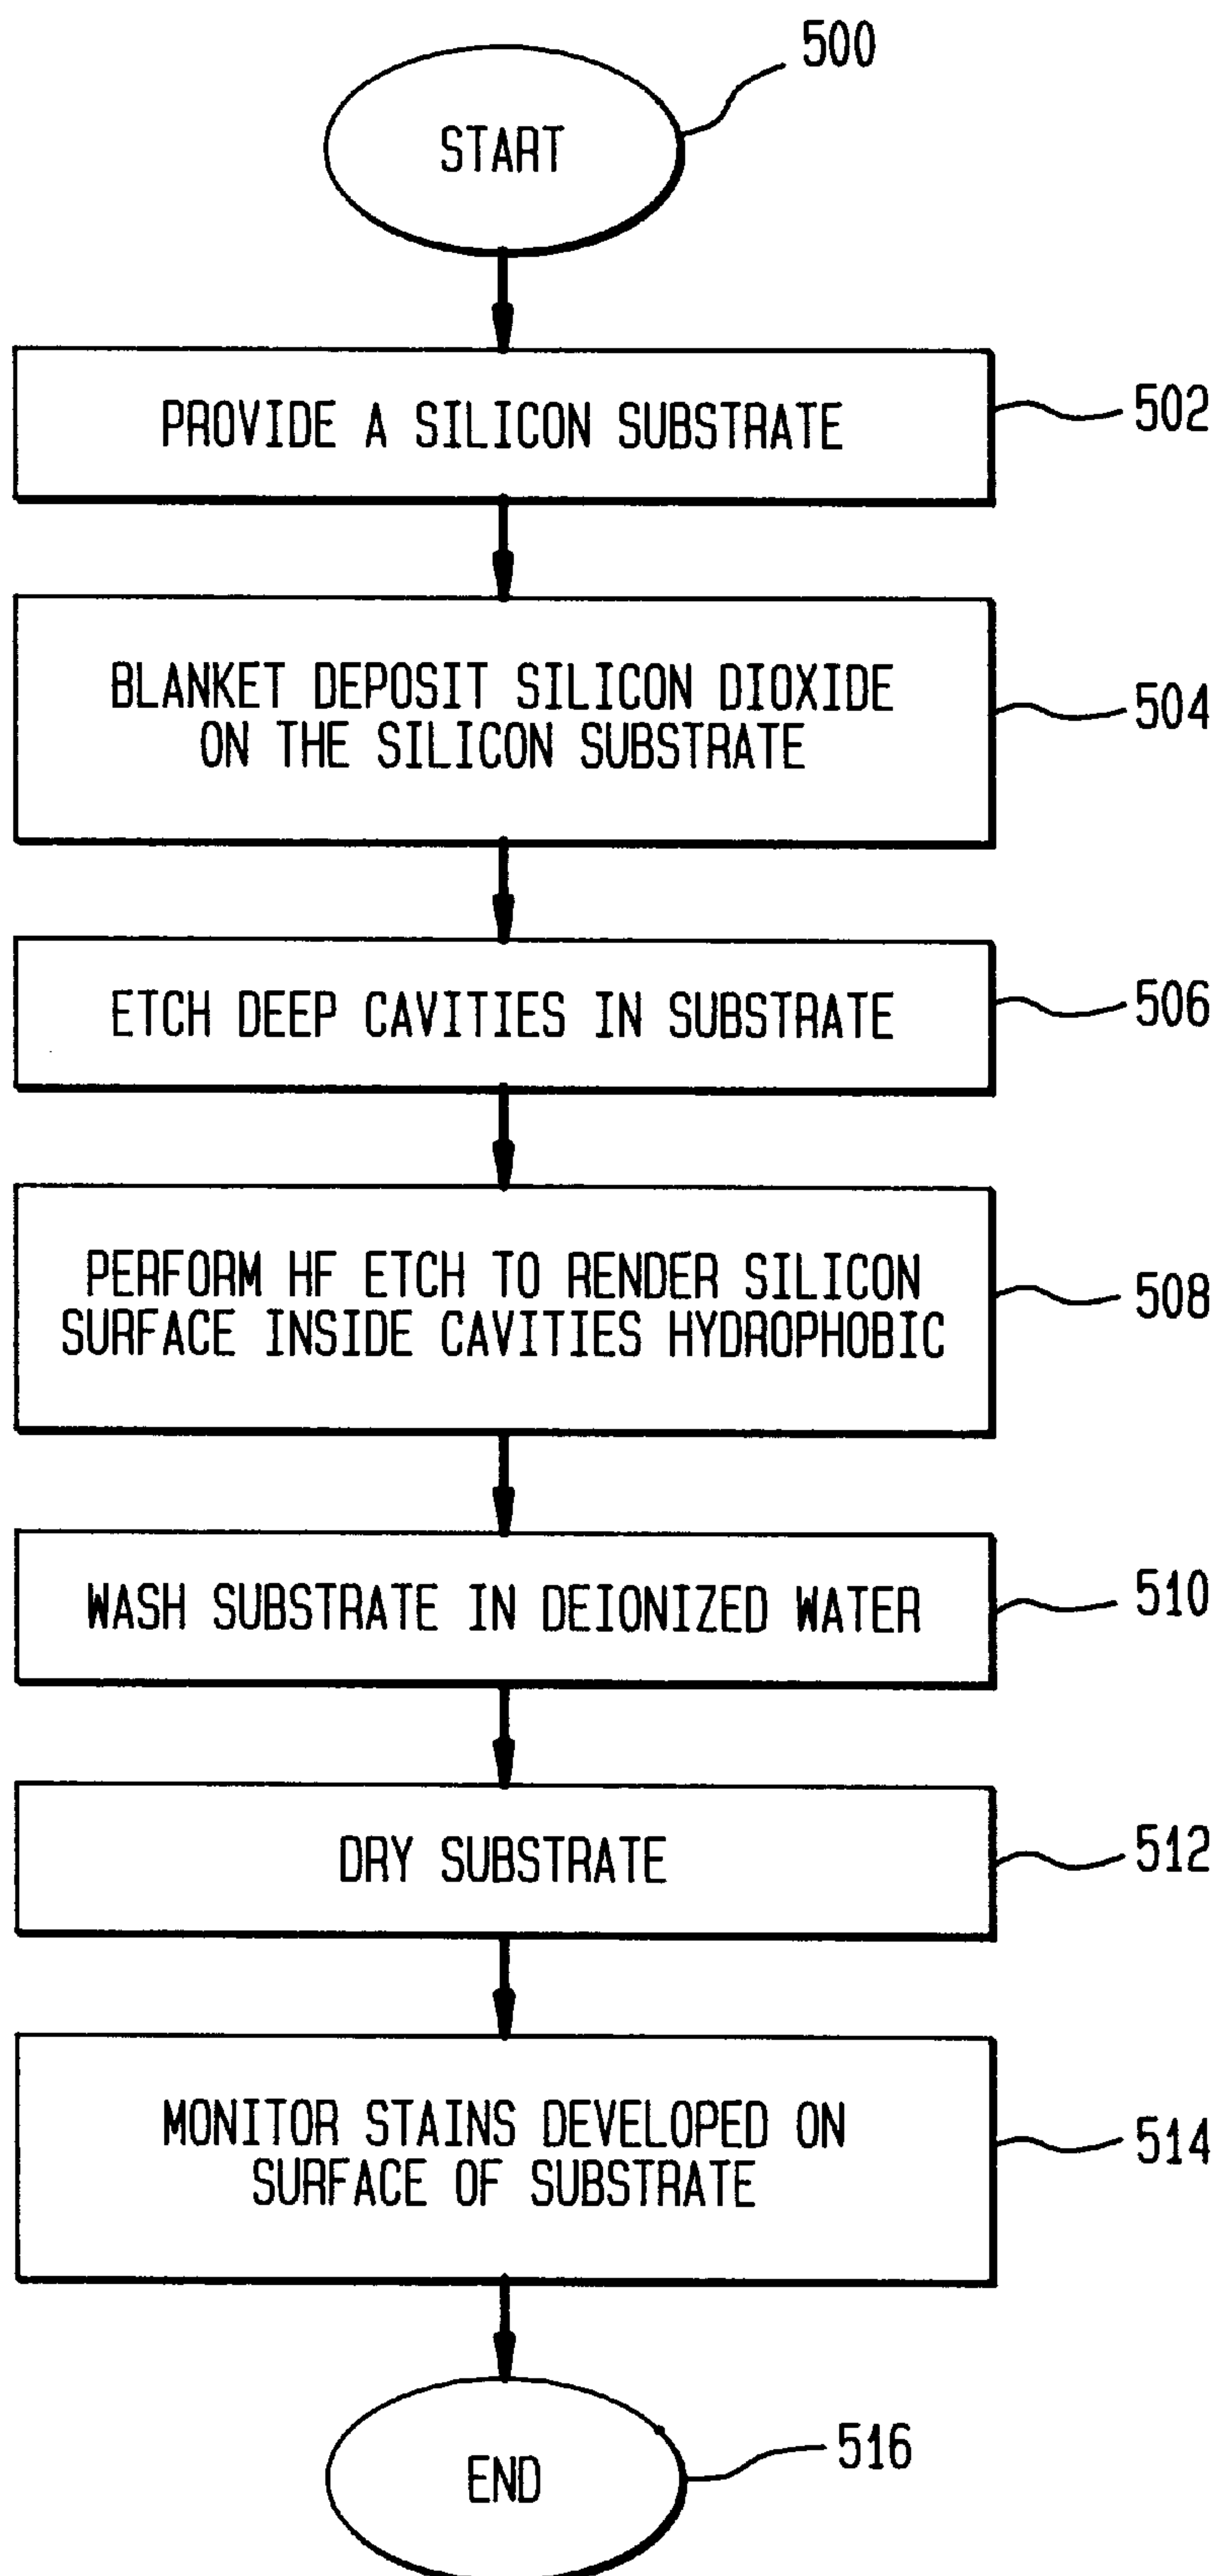 500
START
PROVIDE A SILICON SUBSTRATE
502
BLANKET DEPOSIT SILICON DIOXIDE
ON THE SILICON SUBSTRATE
504
ETCH DEEP CAVITIES IN SUBSTRATE
506
PERFORM HF ETCH TO RENDER SILICON
SURFACE INSIDE CAVITIES HYDROPHOBIC
508
WASH SUBSTRATE IN DEIONIZED WATER
510
DRY SUBSTRATE
512
MONITOR STAINS DEVELOPED ON
SURFACE OF SUBSTRATE
514
END
516